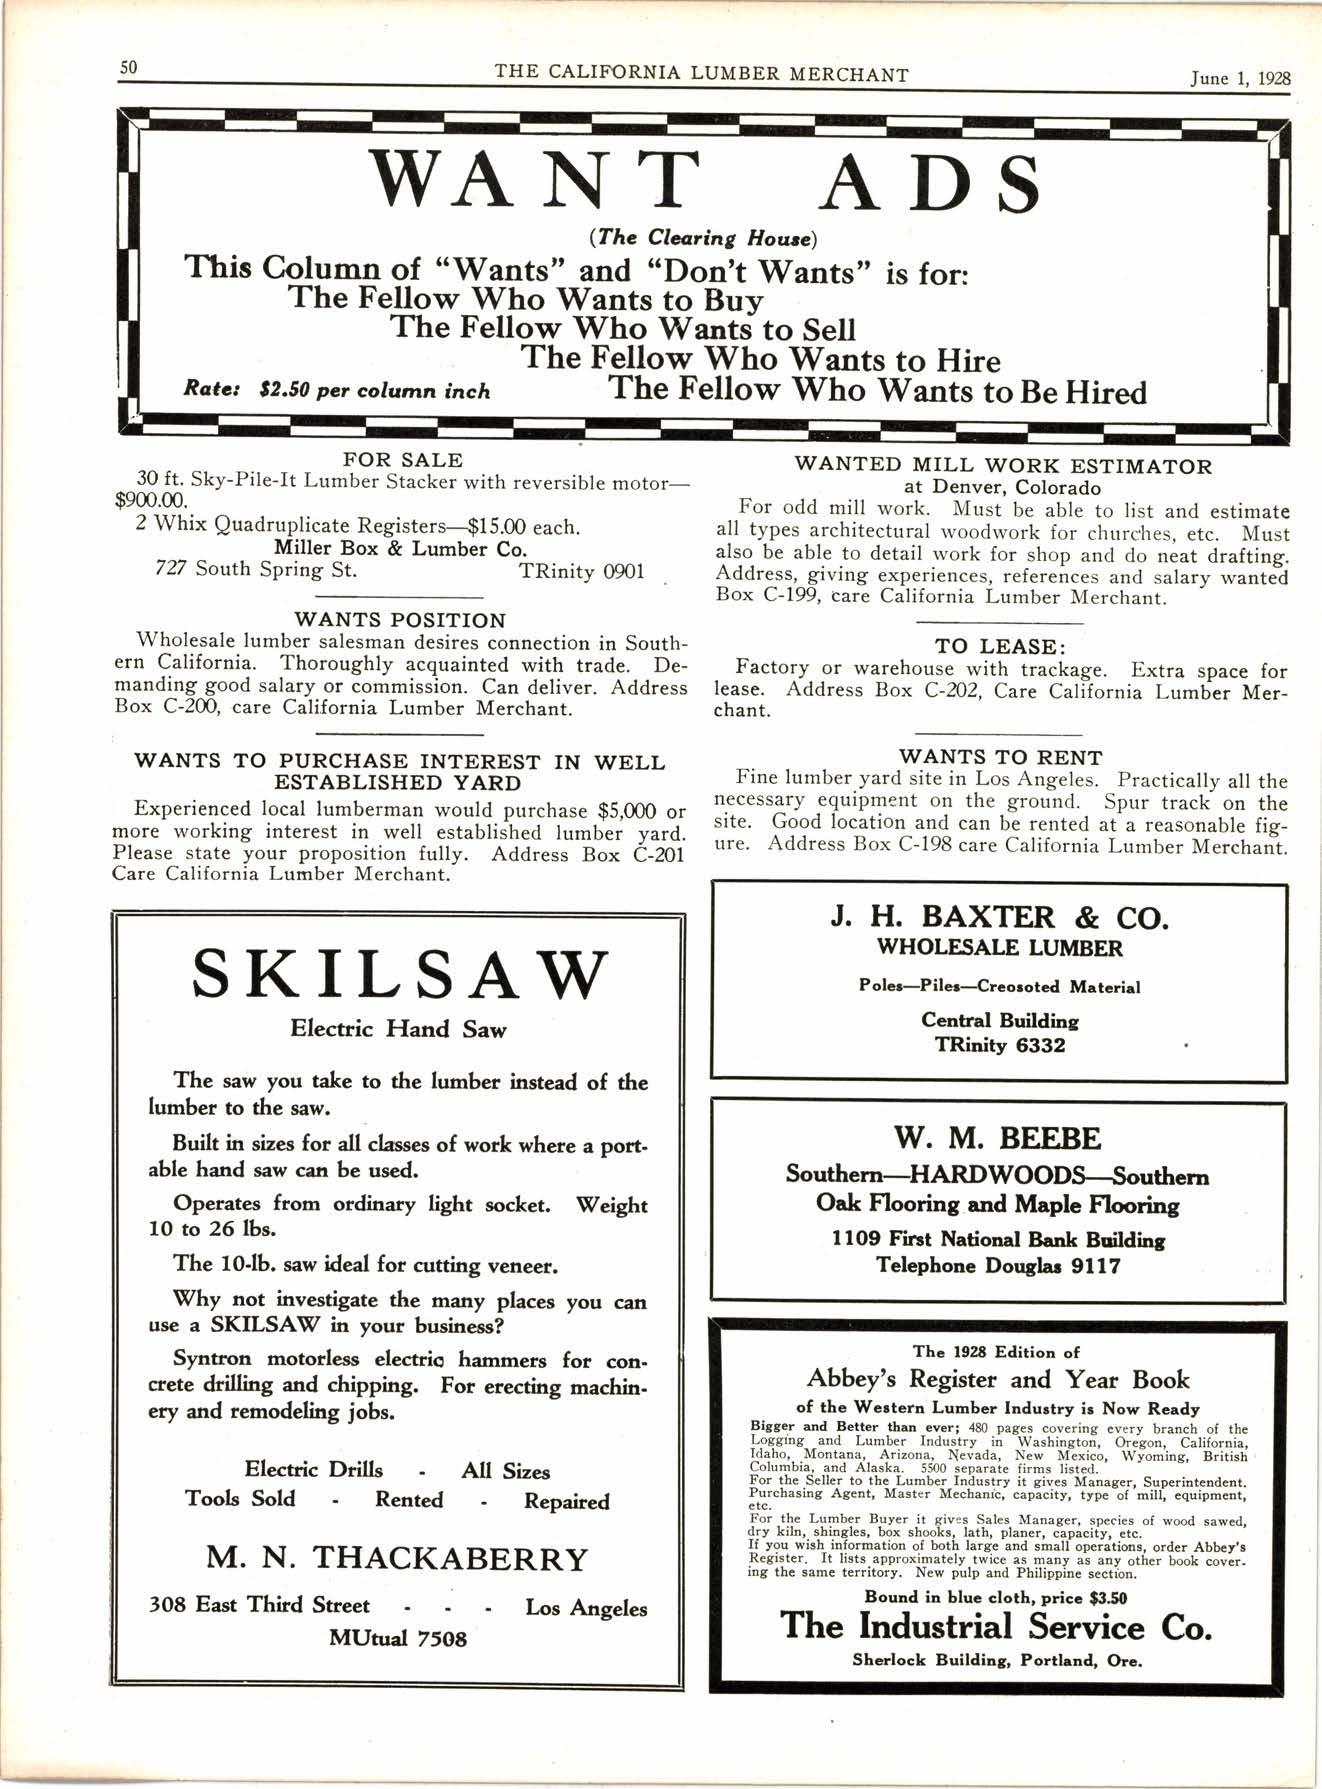 50
THE CALIFORNIA LUMBER MERCHANT
June 1, 1928
WANT ADS
(The Clearing House)
This Column of "Wants" and "Don't Wants" is for:
The Fellow Who Wants to Buy
The Fellow Who Wants to Sell
The Fellow Who Wants to Hire
Rate: $2.50 per column inch
The Fellow Who Wants to Be Hired
FOR SALE
30 ft. Sky-Pile-It Lumber Stacker with reversible motor—
$900.00.
2 Whix Quadruplicate Registers—$15.00 each.
Miller Box & Lumber Co.
727 South Spring St. TRinity 0901
WANTS POSITION
Wholesale lumber salesman desires connection in South-
ern California. Thoroughly acquainted with trade. De-
manding good salary or commission. Can deliver. Address
Box C-200, care California Lumber Merchant.
WANTS TO PURCHASE INTEREST IN WELL
ESTABLISHED YARD
Experienced local lumberman would purchase $5,000 or
more working interest in well established lumber yard.
Please state your proposition fully. Address Box C-201
Care California Lumber Merchant.
SKILSAW
Electric Hand Saw
The saw you take to the lumber instead of the
lumber to the saw.
Built in sizes for all classes of work where a port-
able hand saw can be used.
Operates from ordinary light socket. Weight
10 to 26 lbs.
The 10-lb. saw ideal for cutting veneer.
Why not investigate the many places you can
use a SKILSAW in your business?
Syntron motorless electric hammers for con-
crete drilling and chipping. For erecting machin-
ery and remodeling jobs.
Electric Drills - All Sizes
Tools Sold - Rented - Repaired
M. N. THACKABERRY
308 East Third Street - - - Los Angeles
MUtual 7508
WANTED MILL WORK ESTIMATOR
at Denver, Colorado
For odd mill work. Must be able to list and estimate
all types architectural woodwork for churches, etc. Must
also be able to detail work for shop and do neat drafting.
Address, giving experiences, references and salary wanted
Box C-199, care California Lumber Merchant.
TO LEASE:
Factory or warehouse with trackage. Extra space for
lease. Address Box C-202, Care California Lumber Mer-
chant.
WANTS TO RENT
Fine lumber yard site in Los Angeles. Practically all the
necessary equipment on the ground. Spur track on the
site. Good location and can be rented at a reasonable fig-
ure. Address Box C-198 care California Lumber Merchant.
J. H. BAXTER & CO.
WHOLESALE LUMBER
Poles—Piles—Creosoted Material
Central Building
TRinity 6332
W. M. BEEBE
Southern—HARDWOODS—Southern
Oak Flooring and Maple Flooring
1109 First National Bank Building
Telephone Douglas 9117
The 1928 Edition of
Abbey's Register and Year Book
of the Western Lumber Industry is Now Ready
Bigger and Better than ever; 480 pages covering every branch of the
Logging and Lumber Industry in Washington, Oregon, California,
Idaho, Montana, Arizona, Nevada, New Mexico, Wyoming, British
Columbia, and Alaska. 5500 separate firms listed.
For the Seller to the Lumber Industry it gives Manager, Superintendent.
Purchasing Agent, Master Mechanic, capacity, type of mill, equipment,
etc.
For the Lumber Buyer it gives Sales Manager, species of wood sawed,
dry kiln, shingles, box shooks, lath, planer, capacity, etc.
If you wish information of both large and small operations, order Abbey's
Register. It lists approximately twice as many as any other book cover-
ing the same territory. New pulp and Philippine section.
Bound in blue cloth, price $3.50
The Industrial Service Co.
Sherlock Building, Portland, Ore.